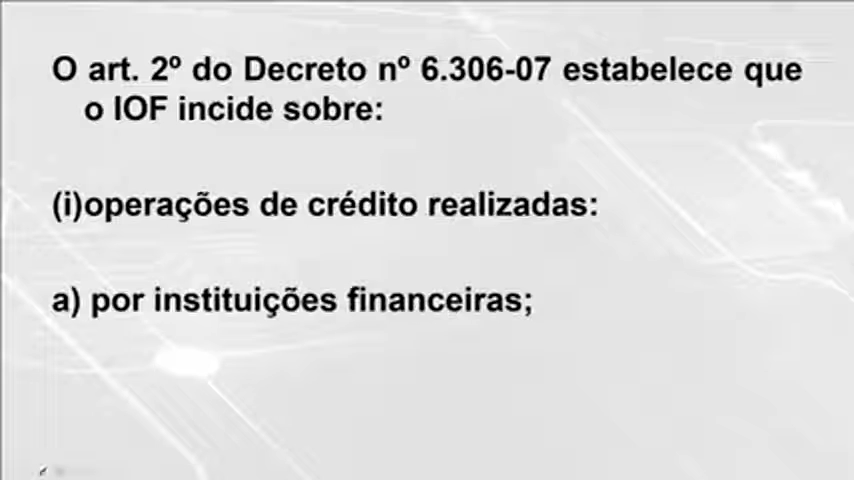 O art. 2º do Decreto nº 6.306-07 estabelece que
o IOF incide sobre:
(i)operações de crédito realizadas:
a) por instituições financeiras;